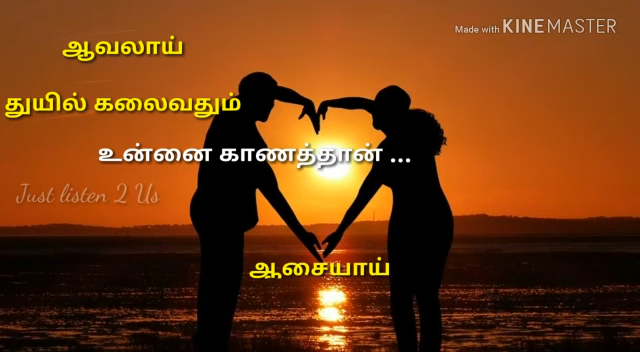 Made with KINEMASTER
ஆவலாய்
துயில் கலைவதும்
உன்னை காணத்தான் ...
Just listen 2 Us
ஆசையாய்